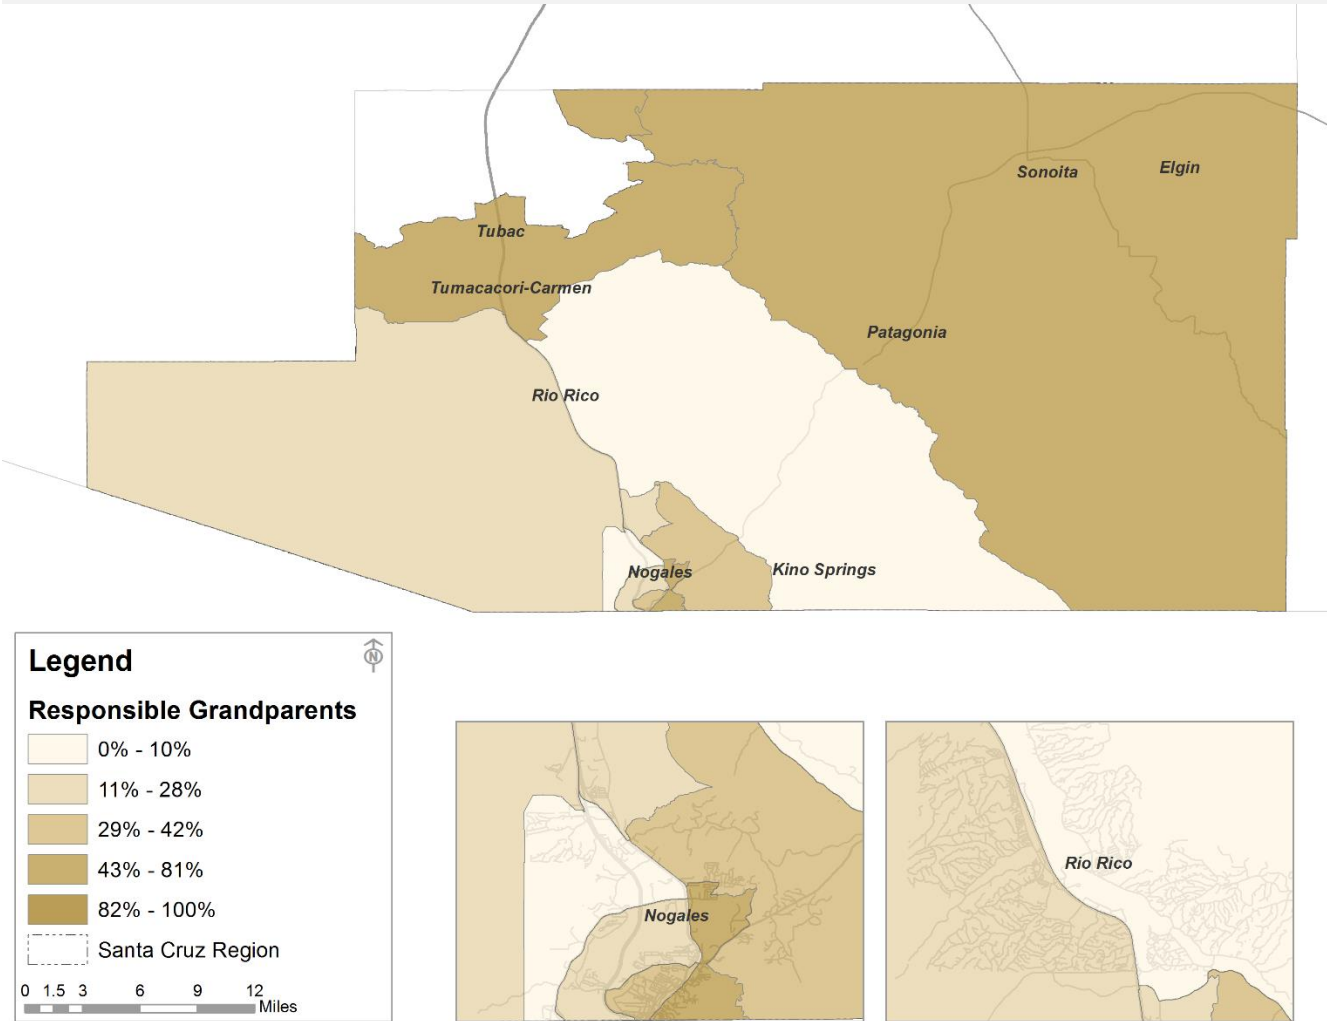 Sonoita
Elgin
Tubac
Tumacacori-Carmen
Patagonia
Rio Rico
Nogales
Kino Springs
Legend
N
Responsible Grandparents
0% - 10%
11% - 28%
29% - 42%
43% - 81%
82% - 100%
Santa Cruz Region
0 1.5 3 6 9 12
Miles
Nogales
Rio Rico